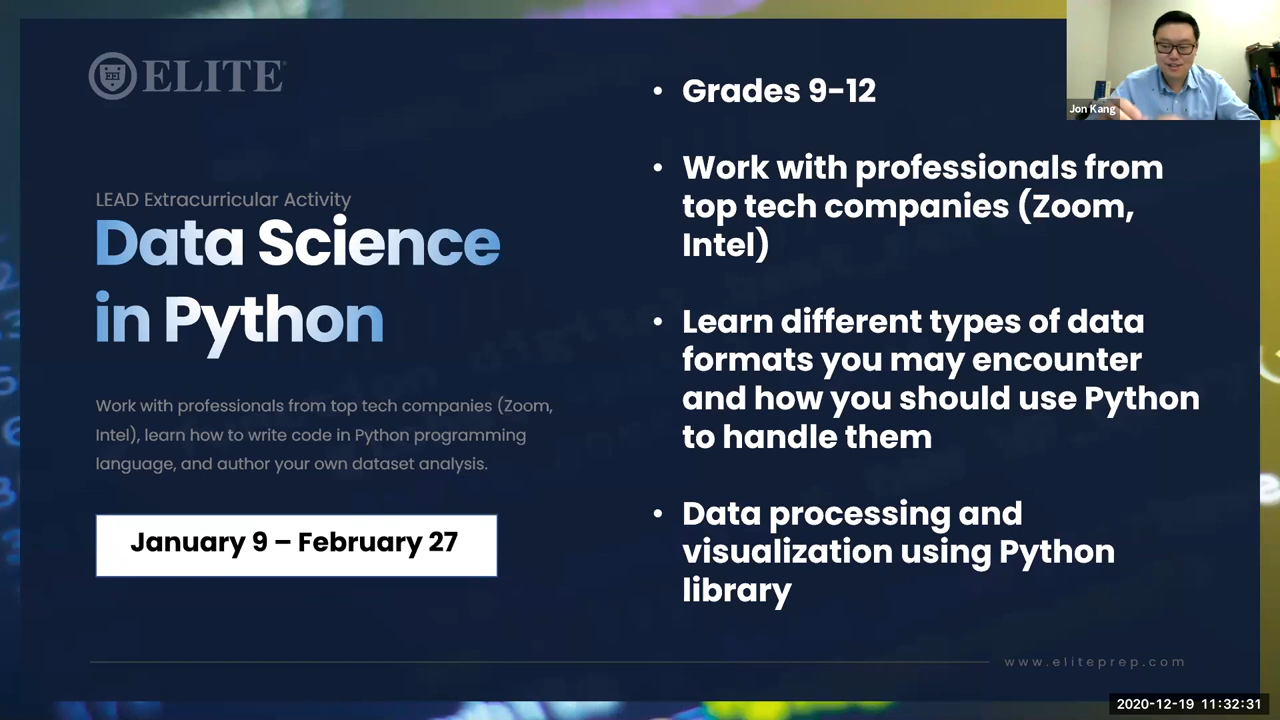 EEI
ELITE
LEAD Extracurricular Activity
Data Science
in Python
Work with professionals from top tech companies (Zoom,
Intel), learn how to write code in Python programming
language, and author your own dataset analysis.
January 9 – February 27
• Grades 9-12
• Work with professionals from
top tech companies (Zoom,
Intel)
• Learn different types of data
formats you may encounter
and how you should use Python
to handle them
• Data processing and
visualization using Python
library
www.eliteprep.com
Jon Kang
2020-12-19 11:32:31